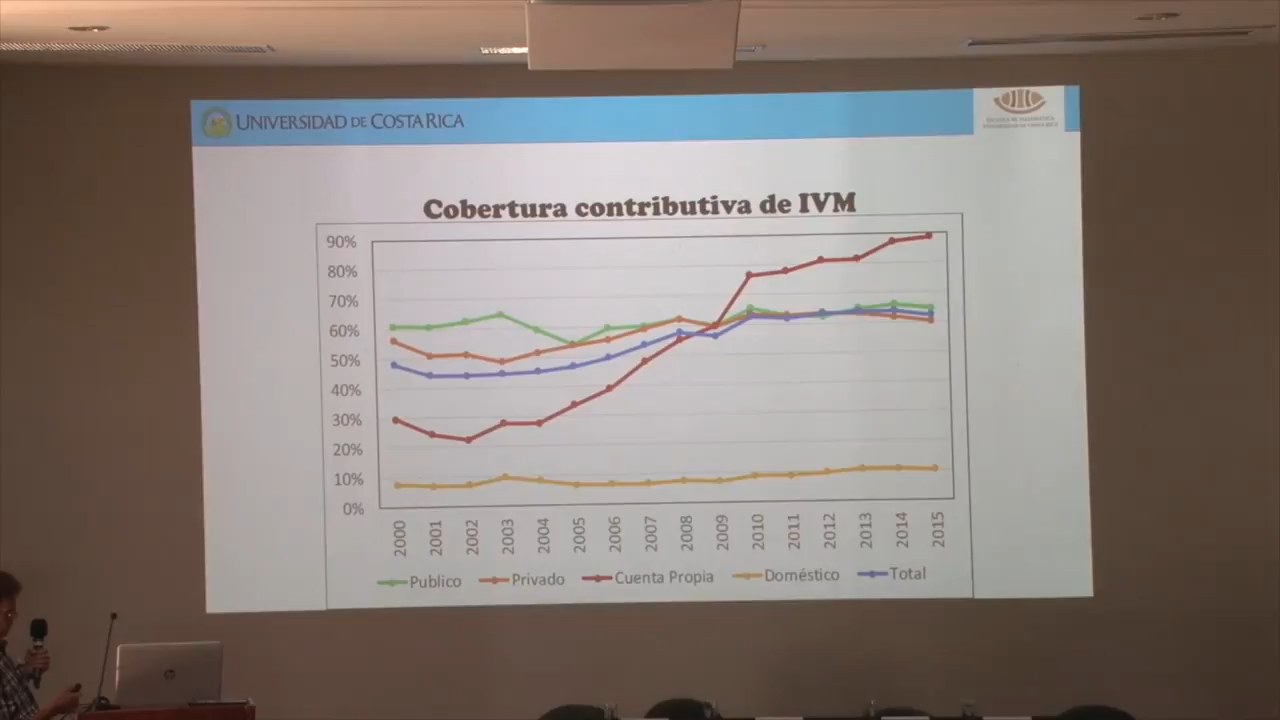 UNIVERSIDAD DE COSTA RICA
Cobertura contributiva de IVM
90%
80%
70%
60%
50%
40%
30%
20%
10%
0%
2000 2001 2002 2003 2004 2005 2006 2007 2008 2009 2010 2011 2012 2013 2014 2015
Publico Privado Cuenta Propia Doméstico Total
hp